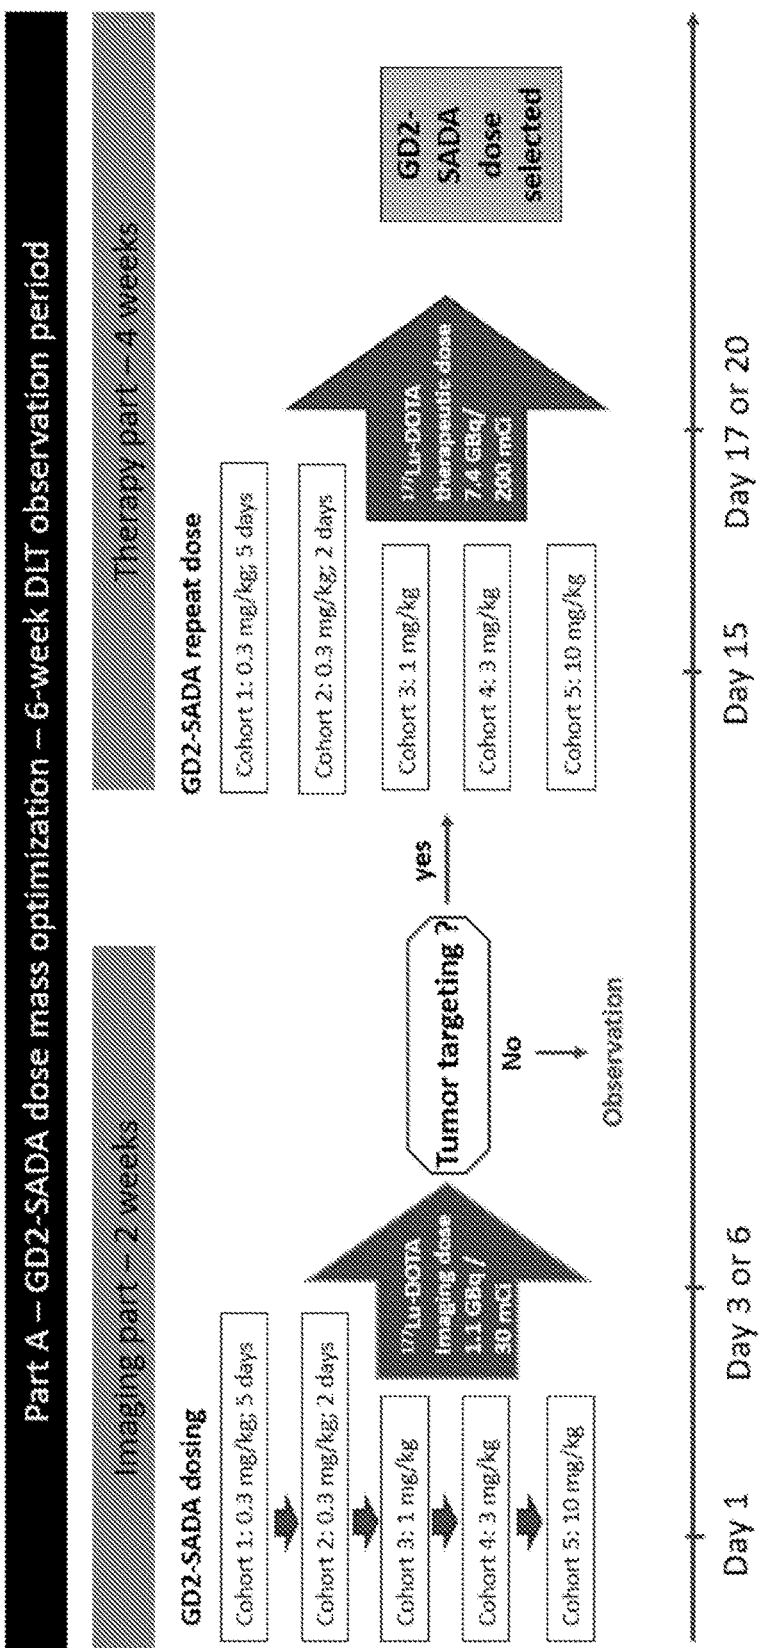 Part A – GD2-SADA dose mass optimization – 6-week DLT observation period
Imaging part – 2 weeks
Therapy part – 4 weeks
GD2-SADA dosing
Cohort 1: 0.3 mg/kg; 5 days
Cohort 2: 0.3 mg/kg; 2 days
Cohort 3: 1 mg/kg
Cohort 4: 3 mg/kg
Cohort 5: 10 mg/kg
¹⁷⁷Lu-DOTA
Imaging dose
1.1 GBq /
30 mCi
Tumor targeting ?
yes
No
Observation
GD2-SADA repeat dose
Cohort 1: 0.3 mg/kg; 5 days
Cohort 2: 0.3 mg/kg; 2 days
Cohort 3: 1 mg/kg
Cohort 4: 3 mg/kg
Cohort 5: 10 mg/kg
¹⁷⁷Lu-DOTA
therapeutic dose
7.4 GBq/
200 mCi
GD2-
SADA
dose
selected
Day 1
Day 3 or 6
Day 15
Day 17 or 20